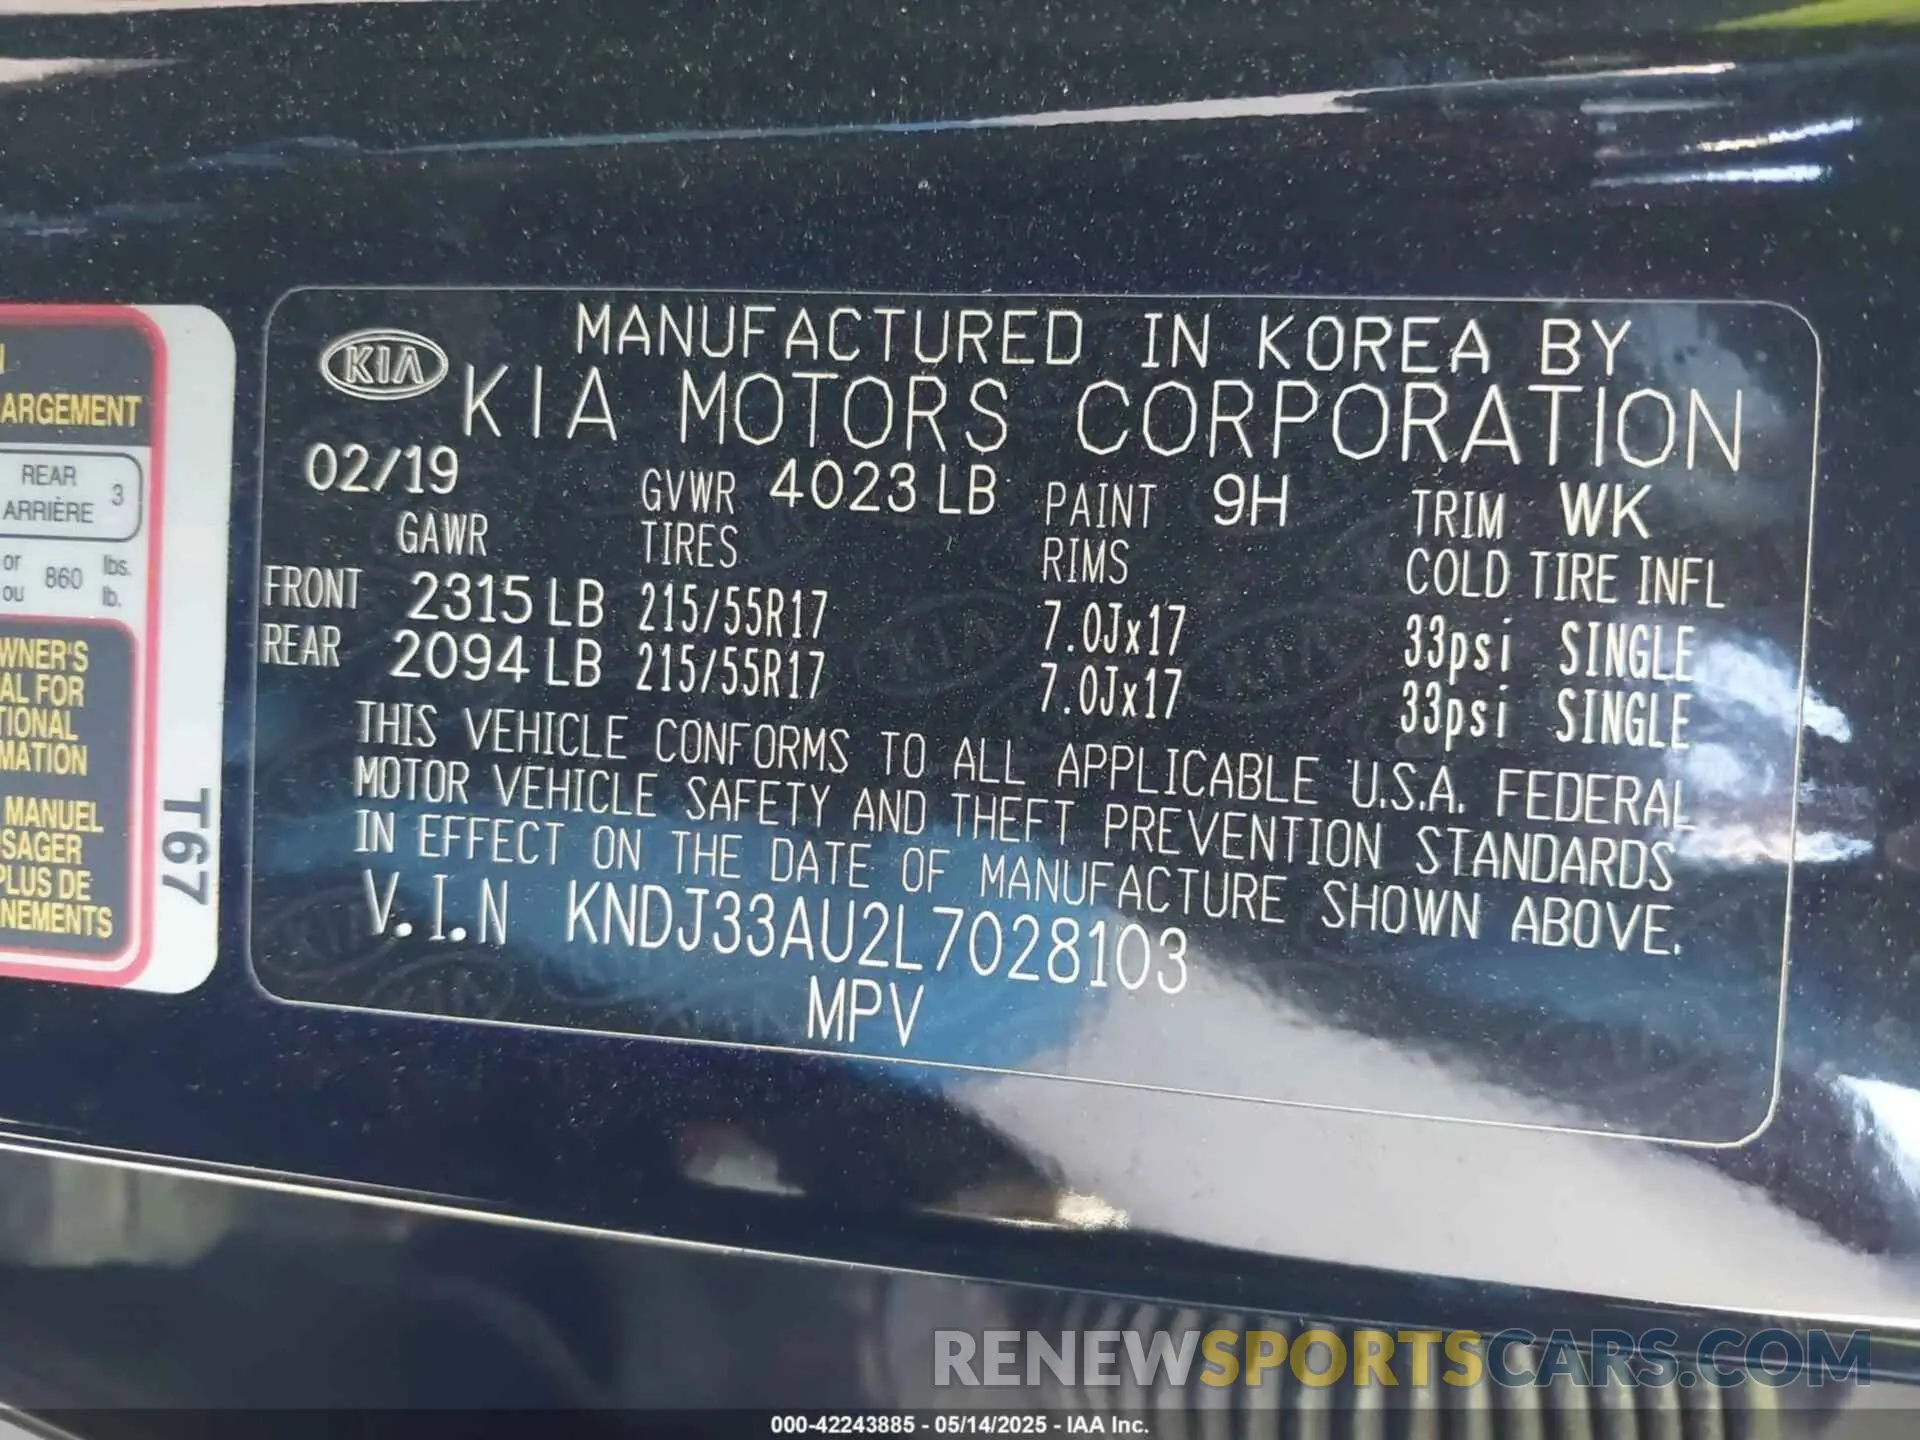 KIA
MANUFACTURED IN KOREA BY
KIA MOTORS CORPORATION
02/19 GVWR 4023 LB PAINT 9H TRIM WK
GAWR TIRES RIMS COLD TIRE INFL
FRONT 2315 LB 215/55R17 7.0Jx17 33psi SINGLE
REAR 2094 LB 215/55R17 7.0Jx17 33psi SINGLE
THIS VEHICLE CONFORMS TO ALL APPLICABLE U.S.A. FEDERAL
MOTOR VEHICLE SAFETY AND THEFT PREVENTION STANDARDS
IN EFFECT ON THE DATE OF MANUFACTURE SHOWN ABOVE.
V.I.N KNDJ33AU2L7028103
MPV
ARGEMENT
REAR
ARRIÈRE 3
or
ou 860 lbs.
lb.
WNER'S
AL FOR
TIONAL
MATION
MANUEL
SAGER
PLUS DE
NEMENTS
T67
RENEWSPORTSCARS.COM
000-42243885 - 05/14/2025 - IAA Inc.